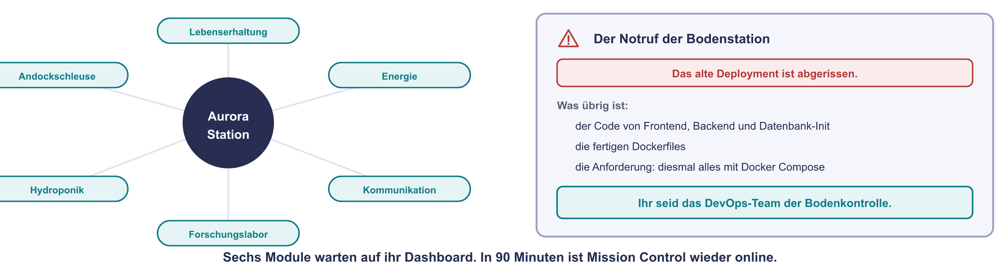 Lebenserhaltung
Andockschleuse
Energie
Aurora
Station
Hydroponik
Kommunikation
Forschungslabor
Der Notruf der Bodenstation
Das alte Deployment ist abgerissen.
Was übrig ist:
der Code von Frontend, Backend und Datenbank-Init
die fertigen Dockerfiles
die Anforderung: diesmal alles mit Docker Compose
Ihr seid das DevOps-Team der Bodenkontrolle.
Sechs Module warten auf ihr Dashboard. In 90 Minuten ist Mission Control wieder online.